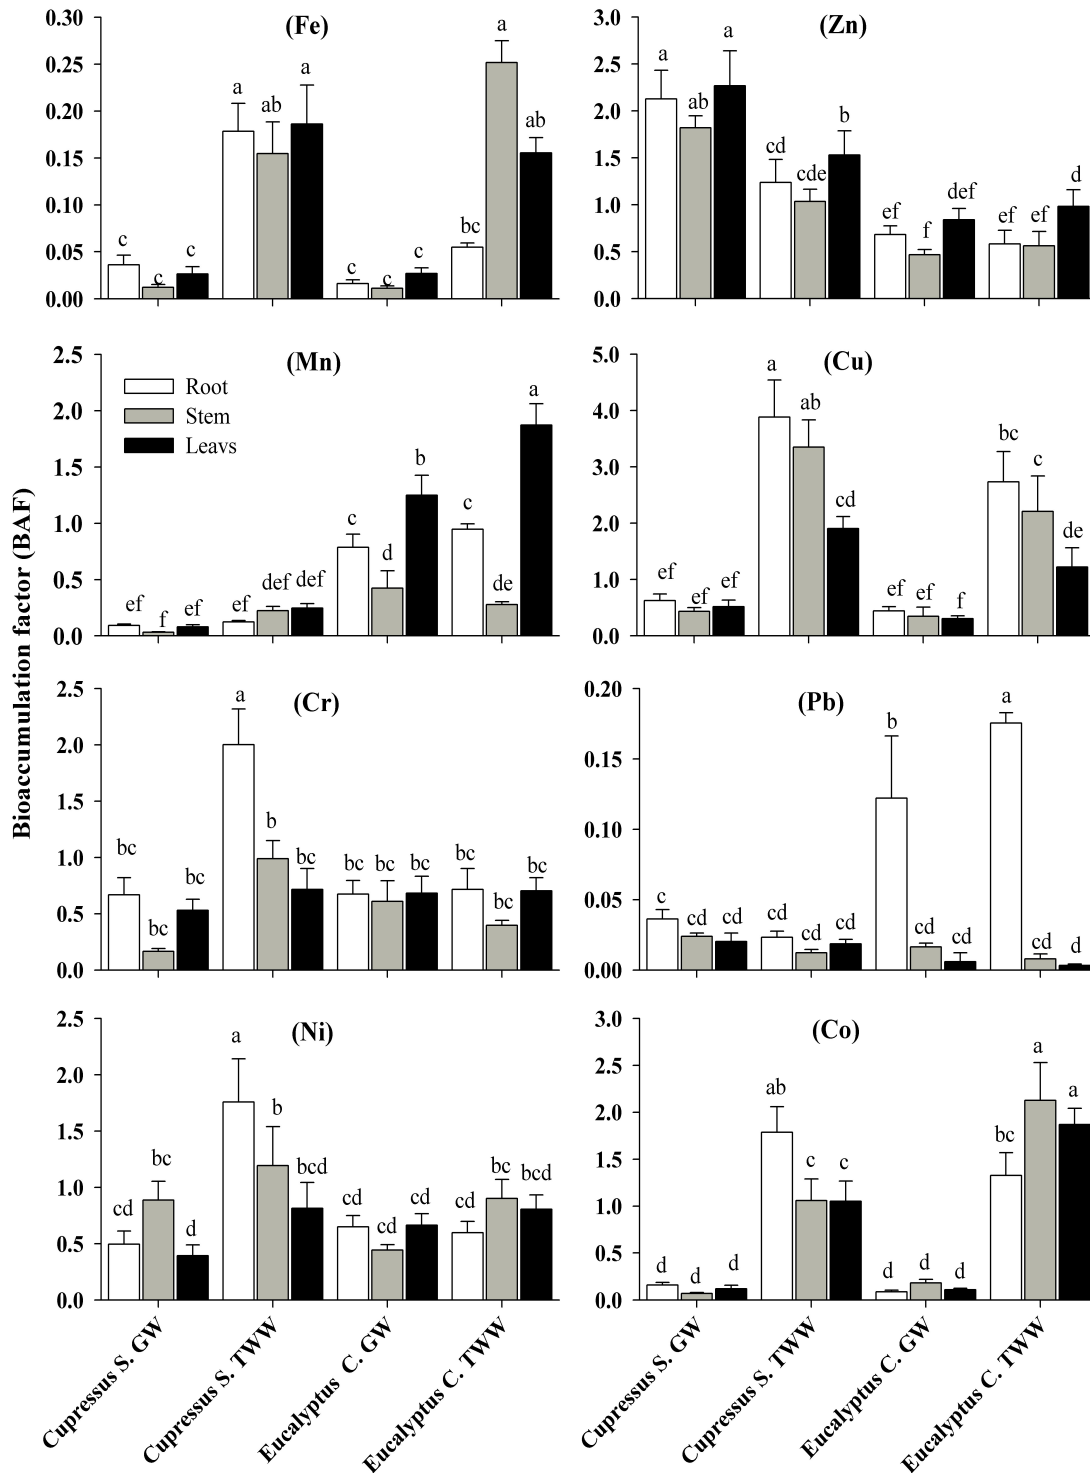 Bioaccumulation factor (BAF)
(Fe)
0.30
0.25
0.20
0.15
0.10
0.05
0.00
c c c a ab a c c c bc a ab
(Zn)
3.0
2.5
2.0
1.5
1.0
0.5
0.0
a ab a cd cde b ef f def ef ef d
(Mn)
2.5
2.0
1.5
1.0
0.5
0.0
Root
Stem
Leavs
ef f ef ef def def c d b c de a
(Cu)
5.0
4.0
3.0
2.0
1.0
0.0
ef ef ef a ab cd ef ef f bc c de
(Cr)
2.5
2.0
1.5
1.0
0.5
0.0
bc bc bc a b bc bc bc bc bc bc bc
(Pb)
0.20
0.15
0.10
0.05
0.00
c cd cd cd cd cd b cd cd a cd d
(Ni)
2.5
2.0
1.5
1.0
0.5
0.0
cd bc d a b bcd cd cd cd cd bc bcd
(Co)
3.0
2.5
2.0
1.5
1.0
0.5
0.0
d d d ab c c d d d bc a a
Cupressus S. GW
Cupressus S. TWW
Eucalyptus C. GW
Eucalyptus C. TWW
Cupressus S. GW
Cupressus S. TWW
Eucalyptus C. GW
Eucalyptus C. TWW